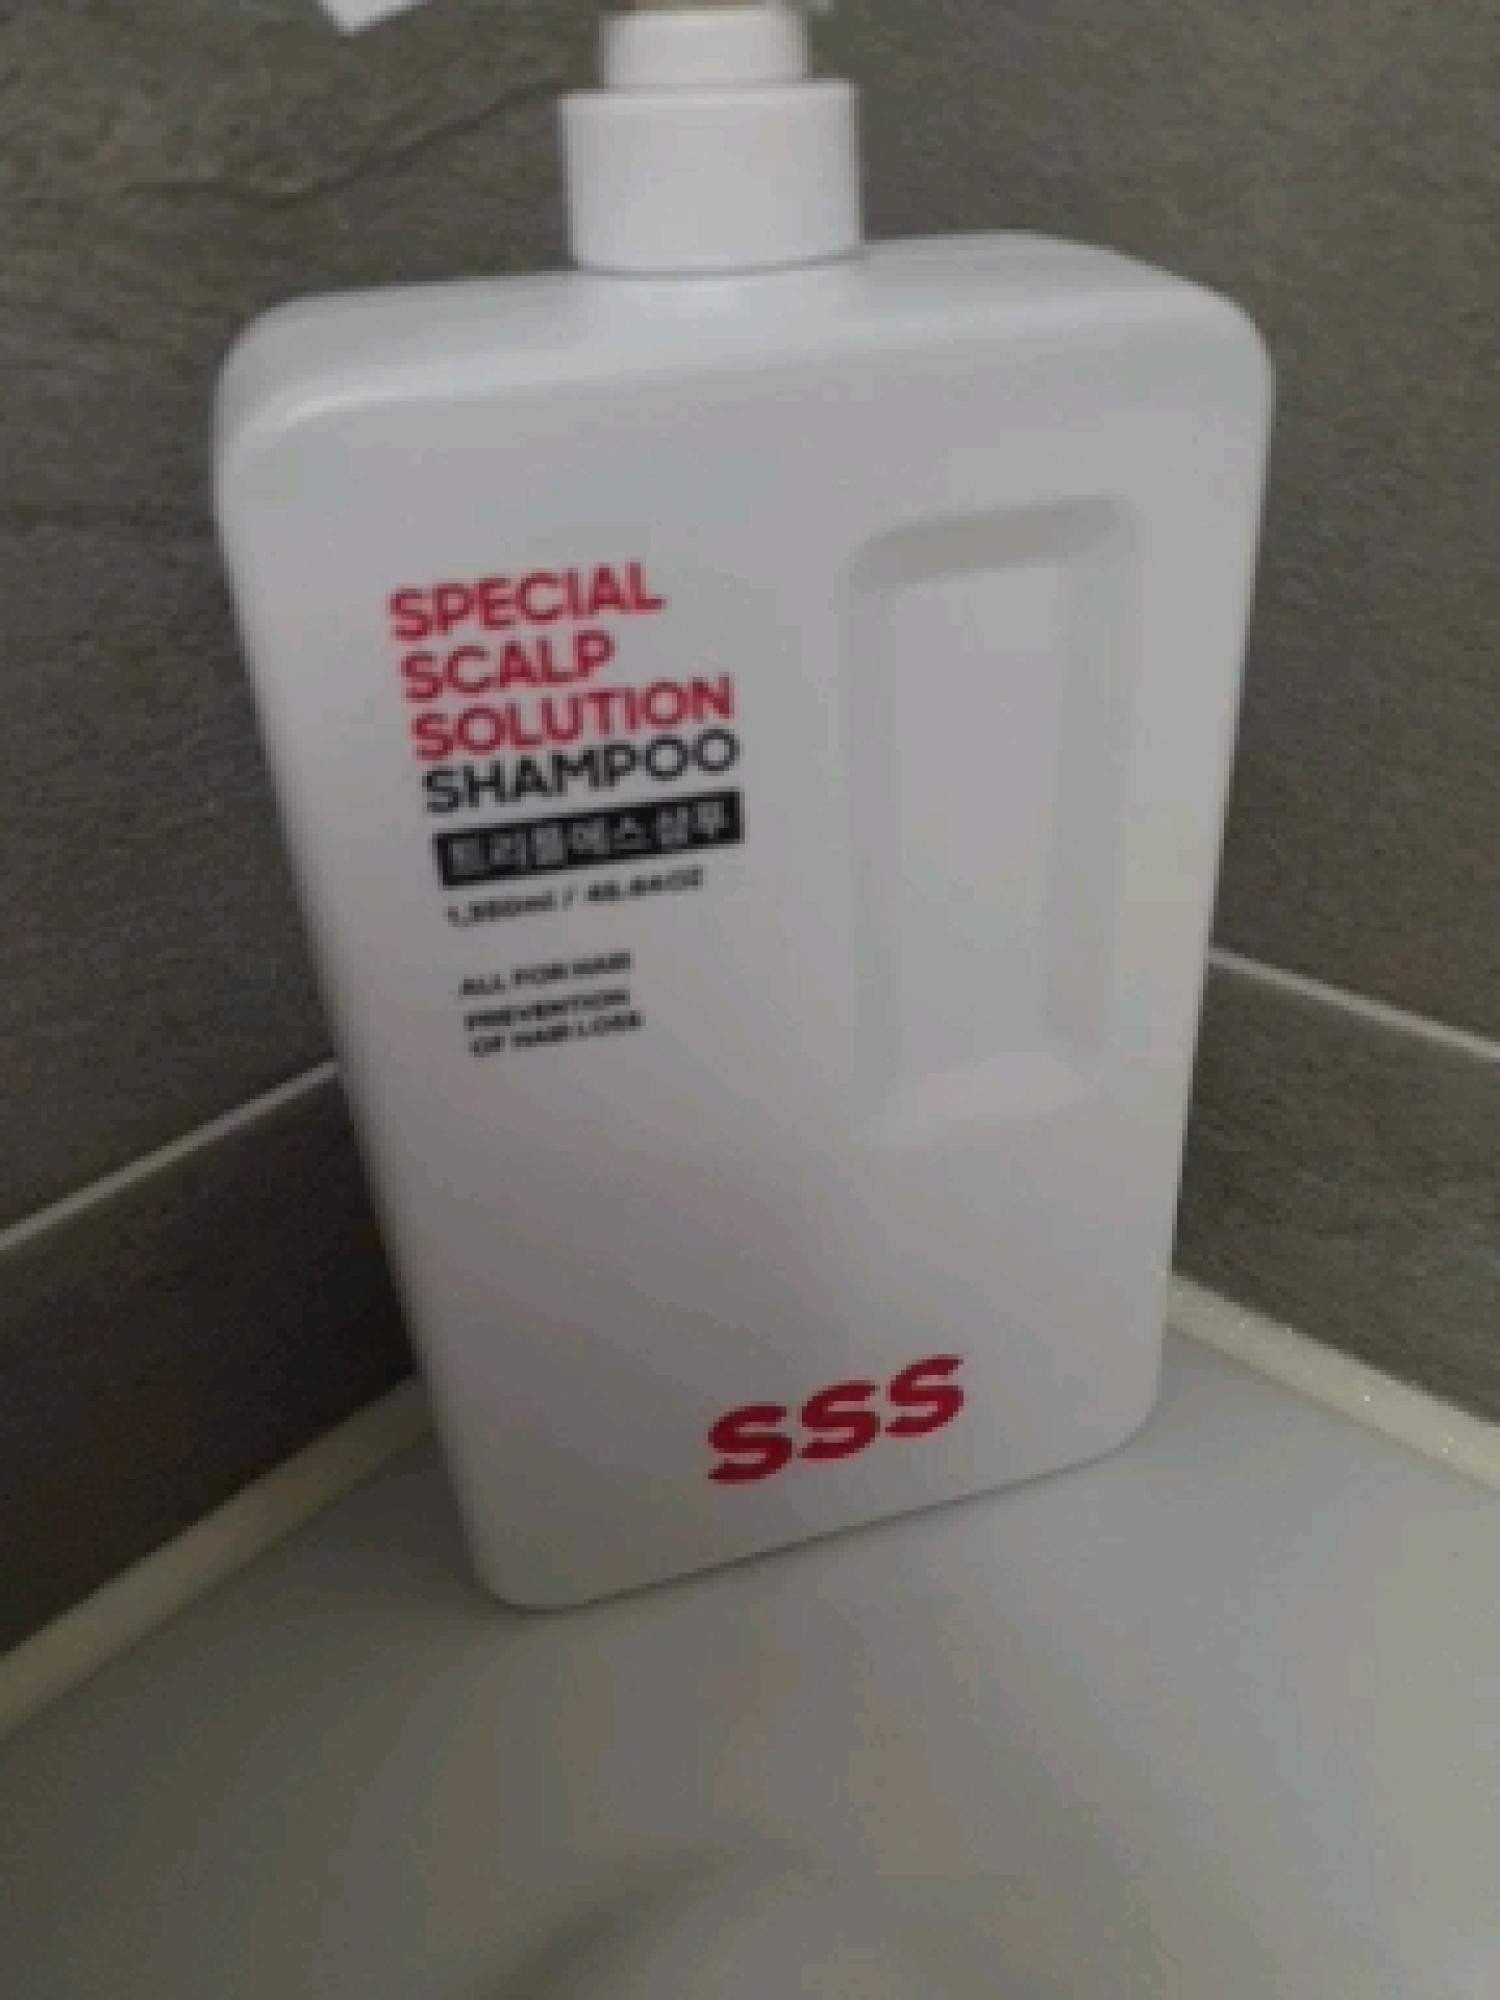 SPECIAL
SCALP
SOLUTION
SHAMPOO
트리플에스 샴푸
ALL FOR HAIR
PREVENTION
OF HAIR LOSS
SSS